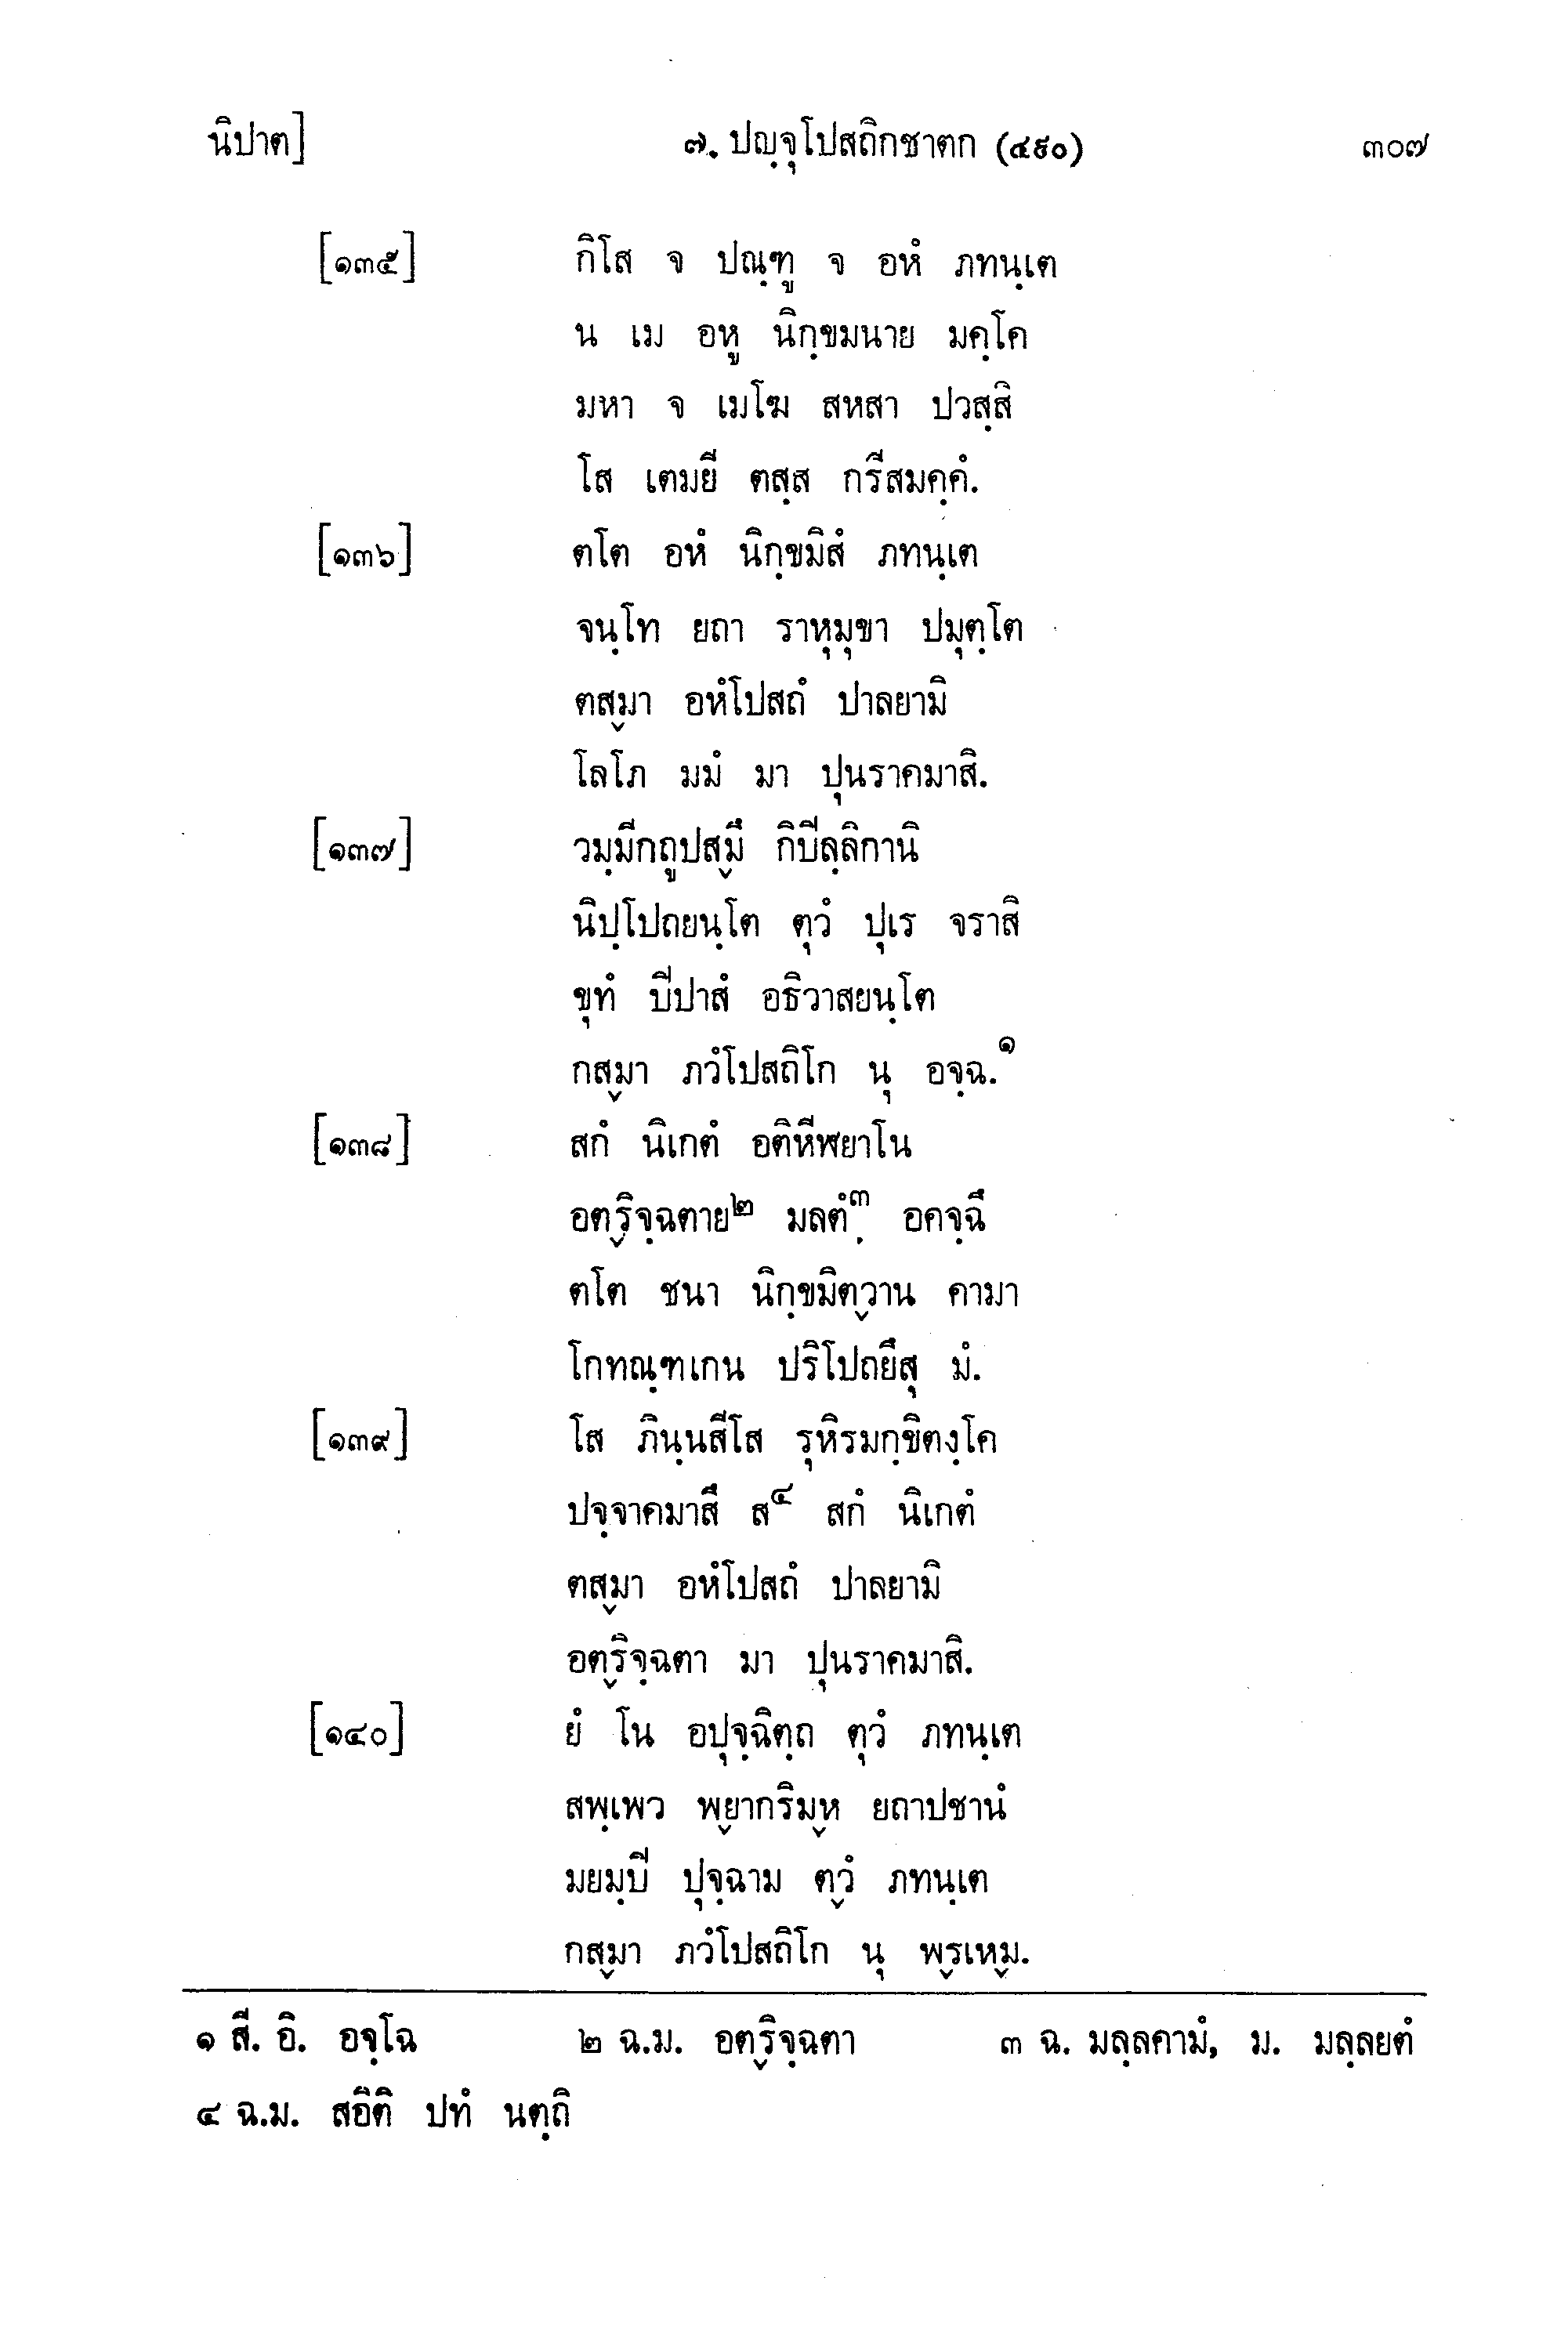 นิปาต] ๗. ปญฺจุโปสถิกชาตก (๔๙๐) ๓๐๗
[๑๓๕] กิโส จ ปณฺฑู จ อหํ ภทนฺเต
น เม อหู นิกฺขมนาย มคฺโค
มหา จ เมโฆ สหสา ปวสฺสิ
โส เตมยี ตสฺส กรีสมคฺคํ.
[๑๓๖] ตโต อหํ นิกฺขมิสํ ภทนฺเต
จนฺโท ยถา ราหุมุขา ปมุตฺโต
ตสฺมา อหํโปสถํ ปาลยามิ
โลโภ มมํ มา ปุนราคมาสิ.
[๑๓๗] วมฺมีกถูปสฺมึ กิปีลฺลิกานิ
นิปฺโปถยนฺโต ตุวํ ปุเร จราสิ
ขุทํ ปิปาสํ อธิวาสยนฺโต
กสฺมา ภวํโปสถิโก นุ อจฺฉ.๑
[๑๓๘] สกํ นิเกตํ อติหีฬยาโน
อตฺริจฺฉตาย๒ มลตํฺ๓ อคจฺฉึ
ตโต ชนา นิกฺขมิตฺวาน คามา
โกทณฺฑเกน ปริโปถยึสุ มํ.
[๑๓๙] โส ภินฺนสีโส รุหิรมกฺขิตงฺโค
ปจฺจาคมาสึ ส๔ สกํ นิเกตํ
ตสฺมา อหํโปสถํ ปาลยามิ
อตฺริจฺฉตา มา ปุนราคมาสิ.
[๑๔๐] ยํ โน อปุจฺฉิตฺถ ตุวํ ภทนฺเต
สพฺเพว พฺยากริมฺห ยถาปชานํ
มยมฺปิ ปุจฺฉาม ตฺวํ ภทนฺเต
กสฺมา ภวํโปสถิโก นุ พฺรเหฺม.
๑ สี. อิ. อจฺโฉ ๒ ฉ.ม. อตฺริจฺฉตา ๓ ฉ. มลฺลคามํ, ม. มลฺลยตํ
๔ ฉ.ม. สอิติ ปทํ นตฺถิ